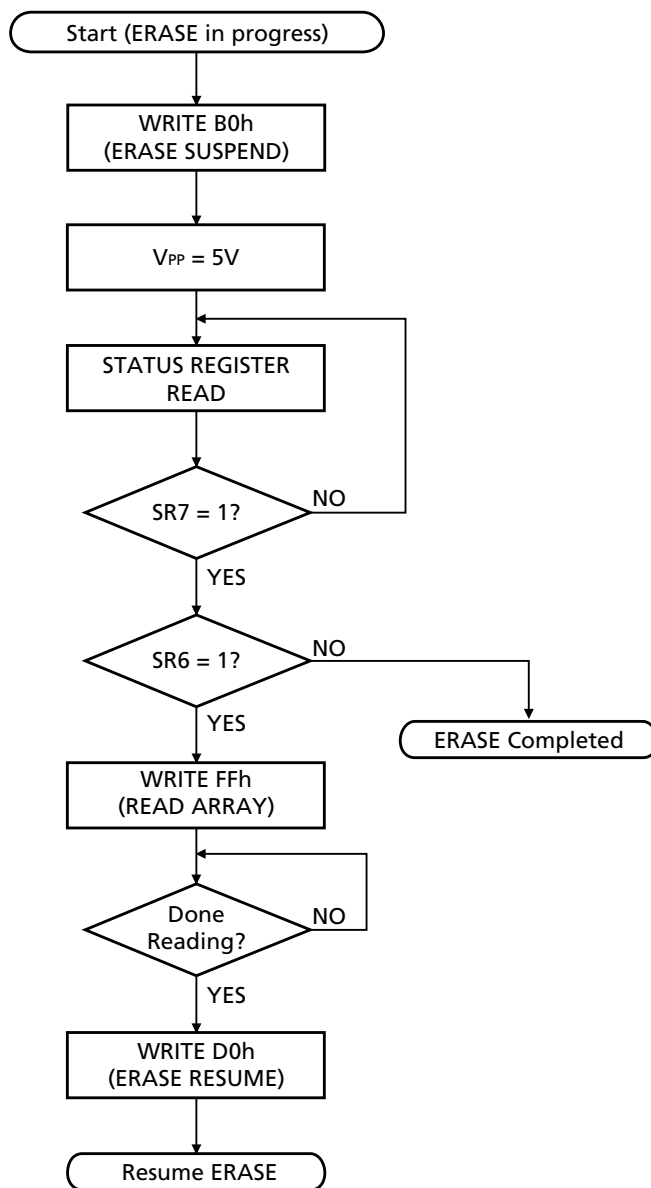 Start (ERASE in progress)
WRITE B0h
(ERASE SUSPEND)
VPP = 5V
STATUS REGISTER
READ
SR7 = 1?
NO
YES
SR6 = 1?
NO
YES
ERASE Completed
WRITE FFh
(READ ARRAY)
Done
Reading?
NO
YES
WRITE D0h
(ERASE RESUME)
Resume ERASE